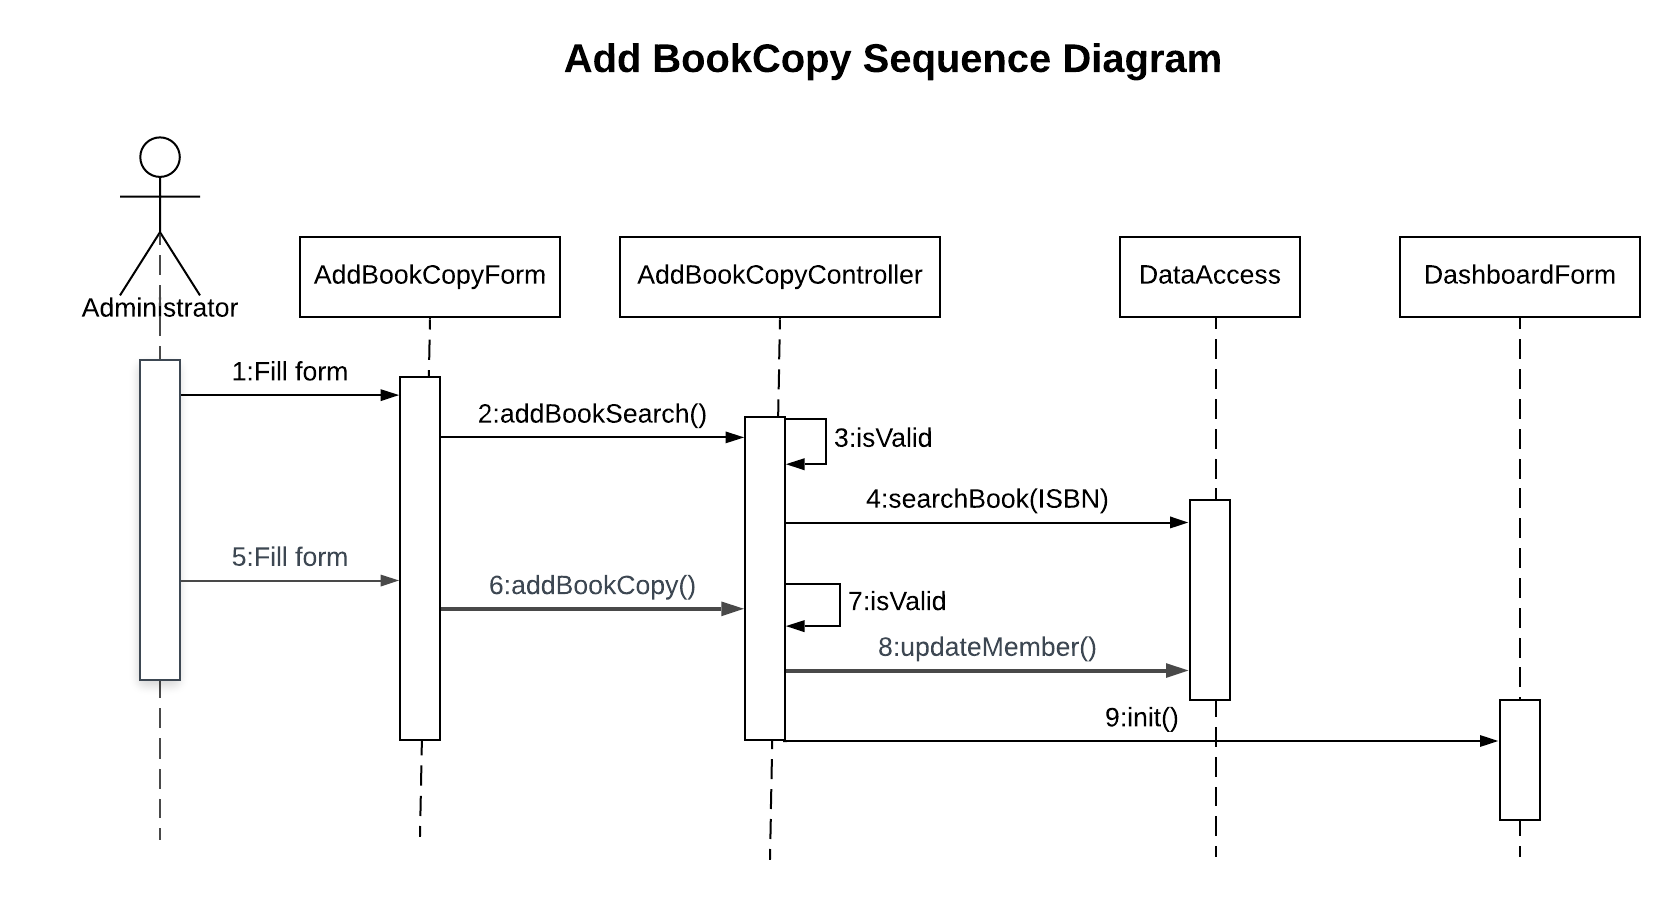 Add BookCopy Sequence Diagram
Administrator
AddBookCopyForm
AddBookCopyController
DataAccess
DashboardForm
1:Fill form
2:addBookSearch()
3:isValid
4:searchBook(ISBN)
5:Fill form
6:addBookCopy()
7:isValid
8:updateMember()
9:init()